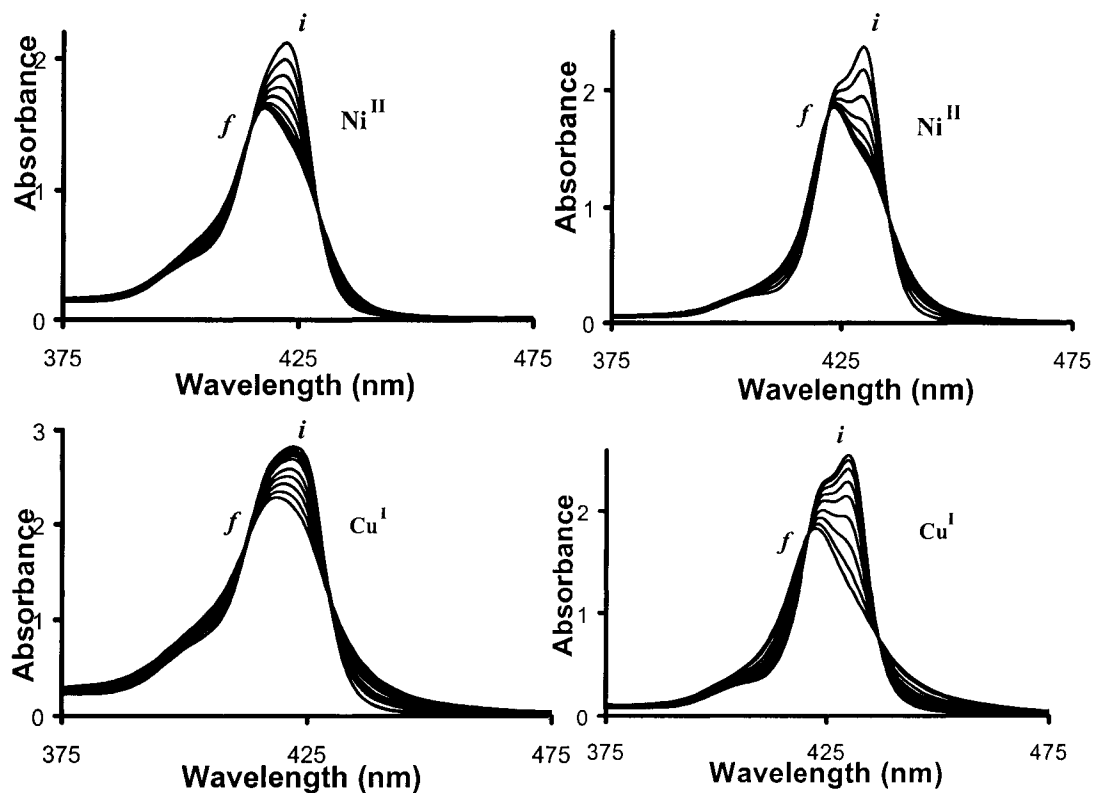 i
2
f
Ni^II
1
0
375
425
475
Absorbance
Wavelength (nm)
i
2
f
Ni^II
1
0
375
425
475
Absorbance
Wavelength (nm)
3
i
2
f
Cu^I
1
0
375
425
475
Absorbance
Wavelength (nm)
i
2
f
Cu^I
1
0
375
425
475
Absorbance
Wavelength (nm)